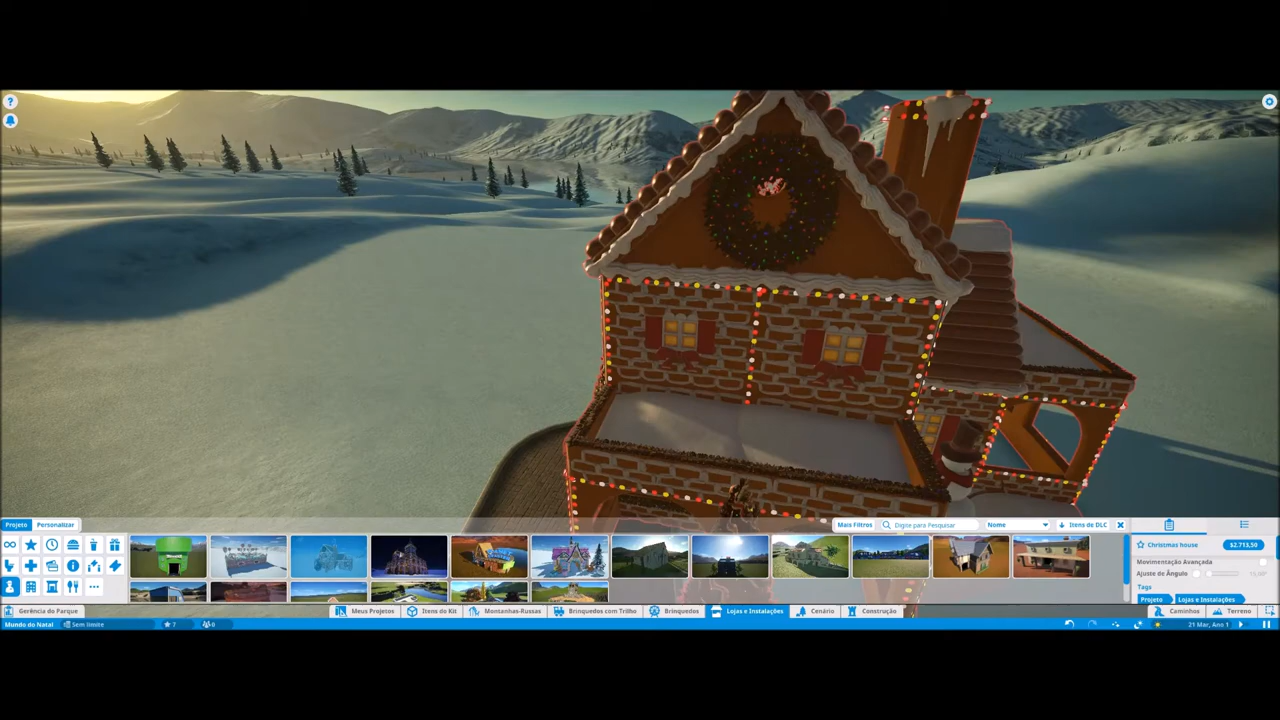 Projeto Personalizar
Mais Filtros Digite para Pesquisar Nome Itens de DLC
Christmas house $2.713,50
Movimentação Avançada
Ajuste de Ângulo
Tags
Projeto Lojas e Instalações
Gerência do Parque Meus Projetos Itens do Kit Montanhas-Russas Brinquedos com Trilho Brinquedos Lojas e Instalações Cenário Construção Caminhos Terreno
Mundo do Natal Sem limite 7 0 21 Mar, Ano 1